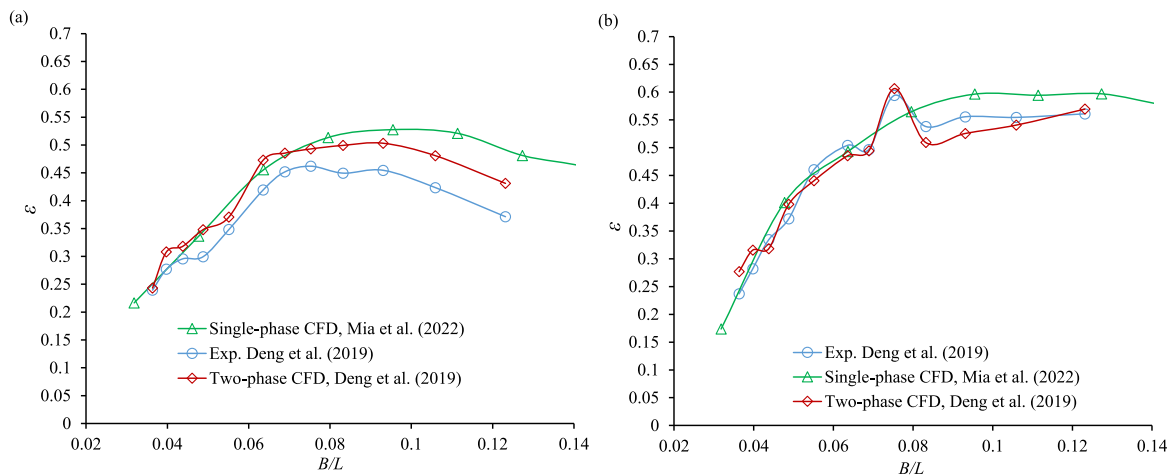 (a)
0.7
0.65
0.6
0.55
0.5
0.45
0.4
0.35
0.3
0.25
0.2
0.15
0.1
0.05
0
ε
0.02 0.04 0.06 0.08 0.1 0.12 0.14
B/L
Single-phase CFD, Mia et al. (2022)
Exp. Deng et al. (2019)
Two-phase CFD, Deng et al. (2019)
(b)
0.7
0.65
0.6
0.55
0.5
0.45
0.4
0.35
0.3
0.25
0.2
0.15
0.1
0.05
0
ε
0.02 0.04 0.06 0.08 0.1 0.12 0.14
B/L
Exp. Deng et al. (2019)
Single-phase CFD, Mia et al. (2022)
Two-phase CFD, Deng et al. (2019)